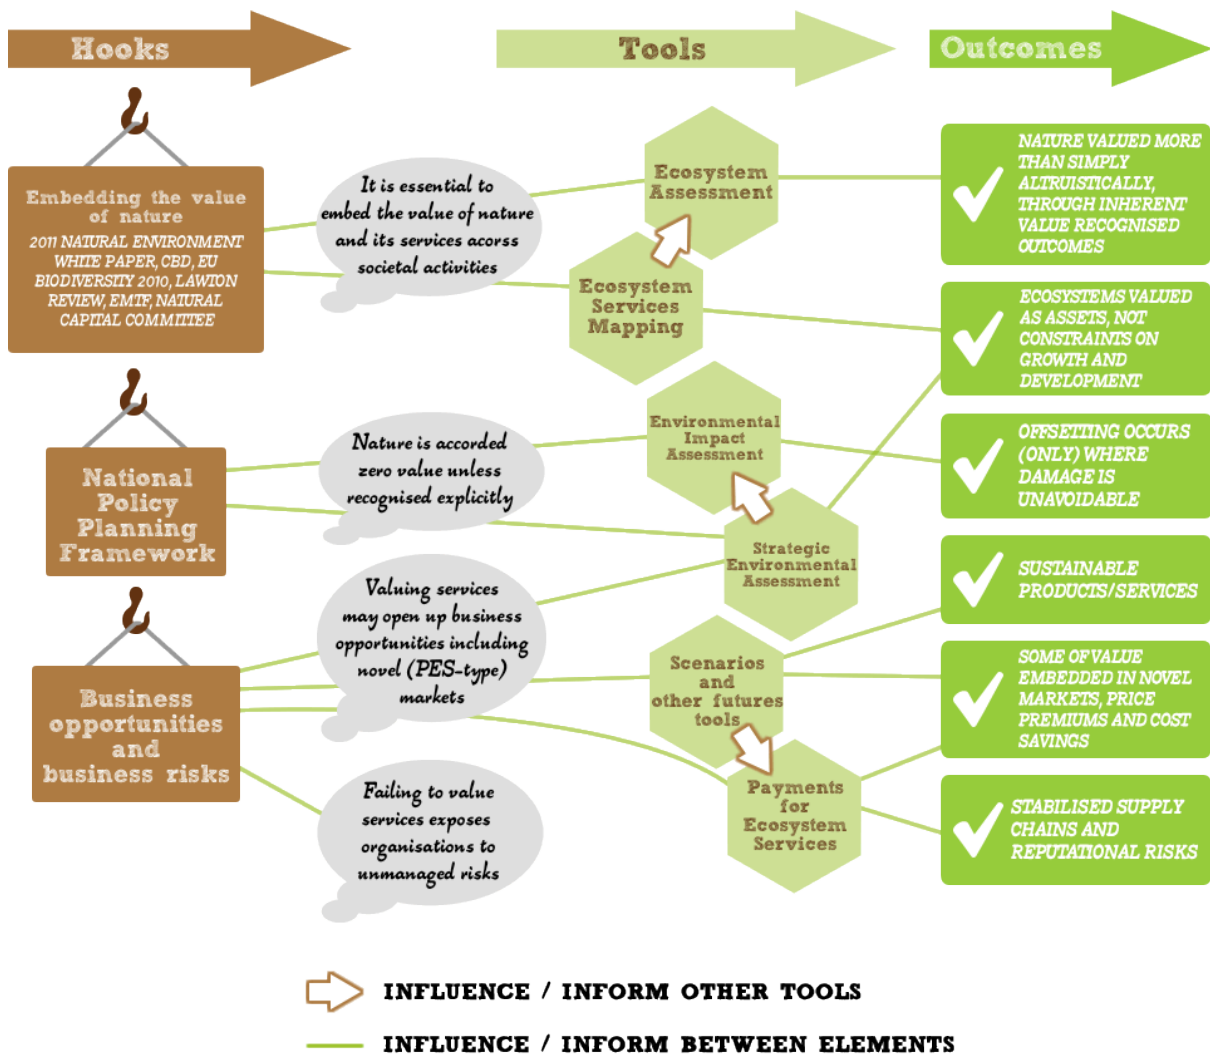 Hooks
Tools
Outcomes
Embedding the value
of nature
2011 NATURAL ENVIRONMENT
WHITE PAPER, CBD, EU
BIODIVERSITY 2010, LAWTON
REVIEW, EMTF, NATURAL
CAPITAL COMMITTEE
National
Policy
Planning
Framework
Business
opportunities
and
business risks
It is essential to
embed the value of nature
and its services acorss
societal activities
Nature is accorded
zero value unless
recognised explicitly
Valuing services
may open up business
opportunities including
novel (PES-type)
markets
Failing to value
services exposes
organisations to
unmanaged risks
Ecosystem
Assessment
Ecosystem
Services
Mapping
Environmental
Impact
Assessment
Strategic
Environmental
Assessment
Scenarios
and
other futures
tools
Payments
for
Ecosystem
Services
NATURE VALUED MORE
THAN SIMPLY
ALTRUISTICALLY,
THROUGH INHERENT
VALUE RECOGNISED
OUTCOMES
ECOSYSTEMS VALUED
AS ASSETS, NOT
CONSTRAINTS ON
GROWTH AND
DEVELOPMENT
OFFSETTING OCCURS
(ONLY) WHERE
DAMAGE IS
UNAVOIDABLE
SUSTAINABLE
PRODUCTS/SERVICES
SOME OF VALUE
EMBEDDED IN NOVEL
MARKETS, PRICE
PREMIUMS AND COST
SAVINGS
STABILISED SUPPLY
CHAINS AND
REPUTATIONAL RISKS
INFLUENCE / INFORM OTHER TOOLS
INFLUENCE / INFORM BETWEEN ELEMENTS